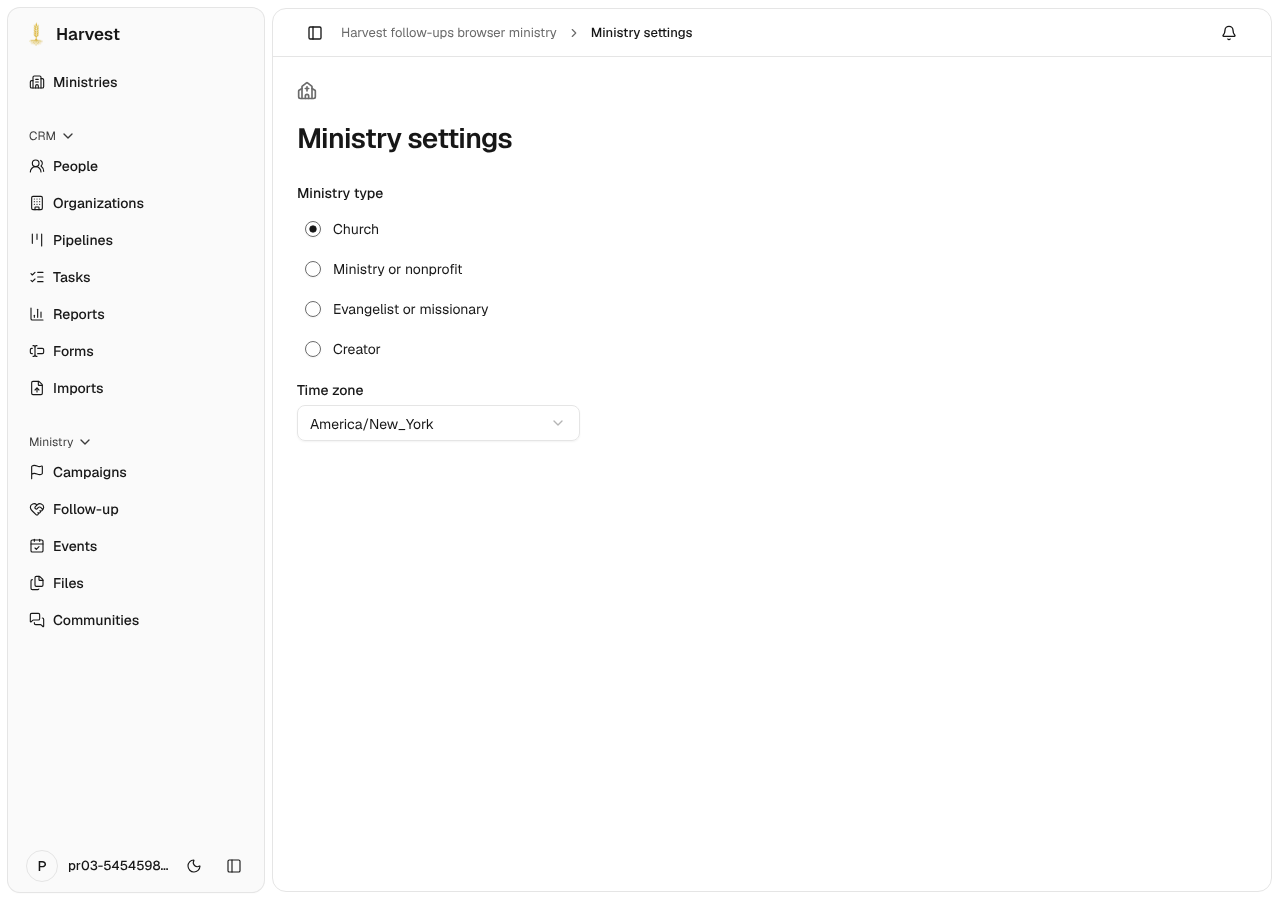 Harvest
Ministries
CRM
People
Organizations
Pipelines
Tasks
Reports
Forms
Imports
Ministry
Campaigns
Follow-up
Events
Files
Communities
P pr03-5454598…
Harvest follow-ups browser ministry > Ministry settings
Ministry settings
Ministry type
Church
Ministry or nonprofit
Evangelist or missionary
Creator
Time zone
America/New_York